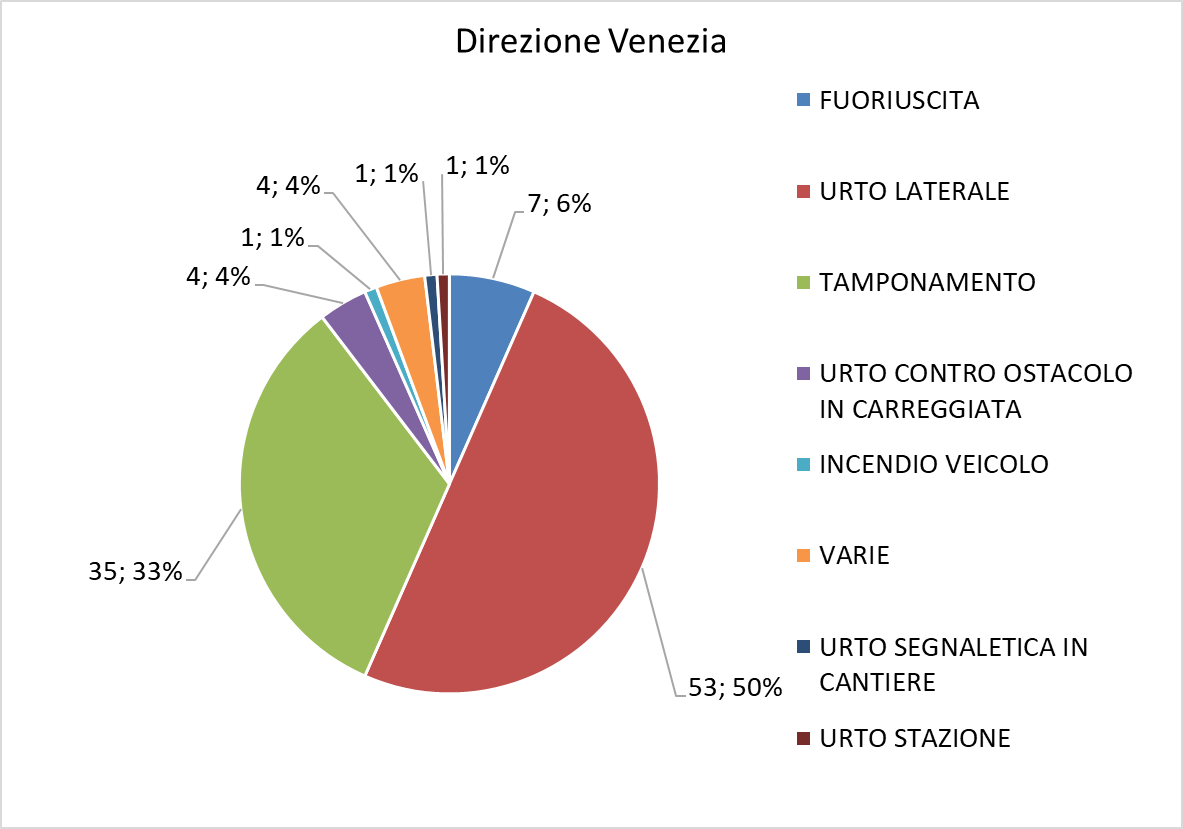 Direzione Venezia
1; 1%
1; 1%
4; 4%
7; 6%
1; 1%
4; 4%
35; 33%
53; 50%
FUORIUSCITA
URTO LATERALE
TAMPONAMENTO
URTO CONTRO OSTACOLO
IN CARREGGIATA
INCENDIO VEICOLO
VARIE
URTO SEGNALETICA IN
CANTIERE
URTO STAZIONE